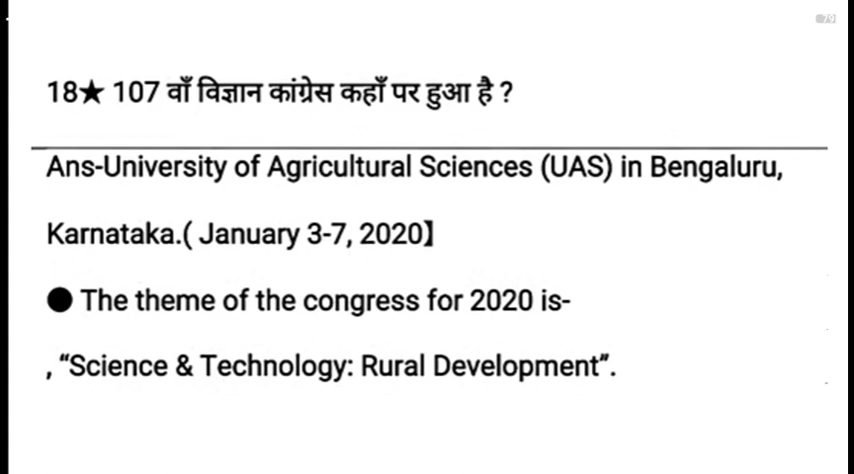 18★ 107 वाँ विज्ञान कांग्रेस कहाँ पर हुआ है ?
Ans-University of Agricultural Sciences (UAS) in Bengaluru,
Karnataka.( January 3-7, 2020】
● The theme of the congress for 2020 is-
, “Science & Technology: Rural Development”.
79